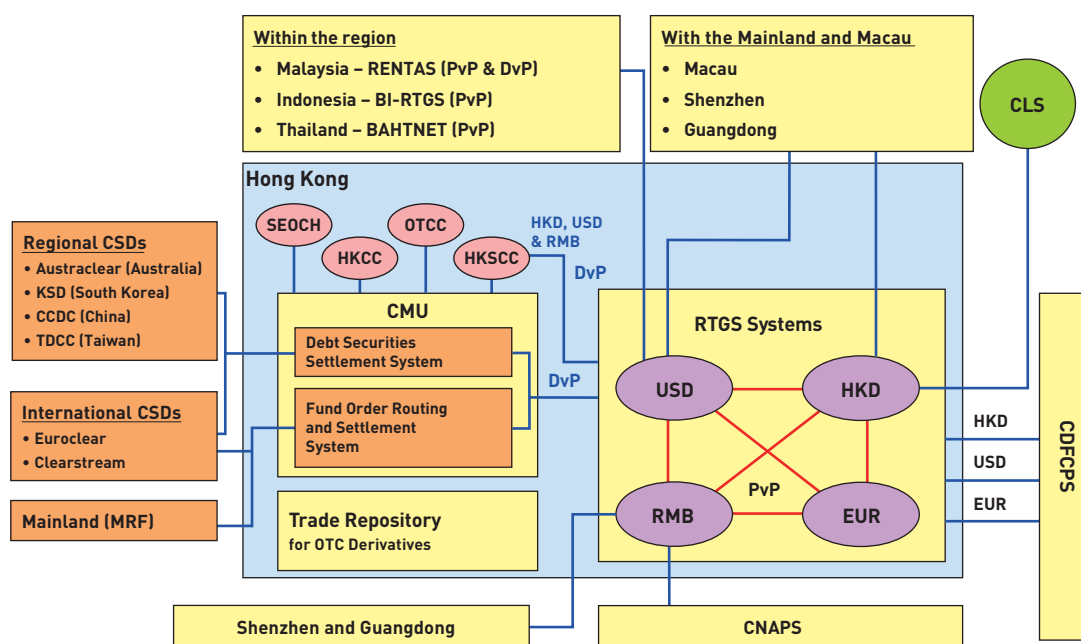 Within the region
• Malaysia – RENTAS (PvP & DvP)
• Indonesia – BI-RTGS (PvP)
• Thailand – BAHTNET (PvP)
With the Mainland and Macau
• Macau
• Shenzhen
• Guangdong
CLS
Hong Kong
SEOCH
HKCC
OTCC
HKSCC
HKD, USD
& RMB
DvP
Regional CSDs
• Austraclear (Australia)
• KSD (South Korea)
• CCDC (China)
• TDCC (Taiwan)
International CSDs
• Euroclear
• Clearstream
Mainland (MRF)
CMU
Debt Securities
Settlement System
Fund Order Routing
and Settlement
System
DvP
Trade Repository
for OTC Derivatives
RTGS Systems
USD
HKD
PvP
RMB
EUR
HKD
USD
EUR
CDFCPS
Shenzhen and Guangdong
CNAPS